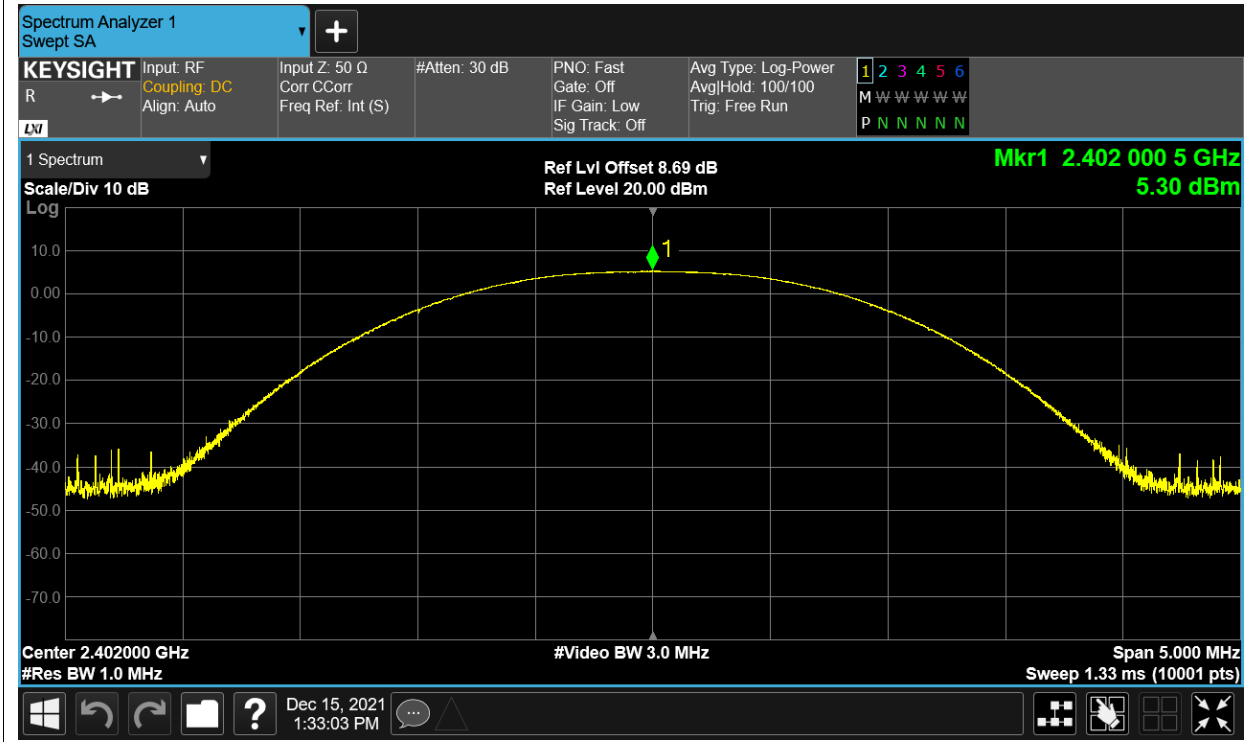 Spectrum Analyzer 1
Swept SA
KEYSIGHT
R
LXI
Input: RF
Coupling: DC
Align: Auto
Input Z: 50 Ω
Corr CCorr
Freq Ref: Int (S)
#Atten: 30 dB
PNO: Fast
Gate: Off
IF Gain: Low
Sig Track: Off
Avg Type: Log-Power
Avg|Hold: 100/100
Trig: Free Run
1 2 3 4 5 6
M W W W W W
P N N N N N
1 Spectrum
Scale/Div 10 dB
Log
Ref Lvl Offset 8.69 dB
Ref Level 20.00 dBm
Mkr1 2.402 000 5 GHz
5.30 dBm
1
10.0
0.00
-10.0
-20.0
-30.0
-40.0
-50.0
-60.0
-70.0
Center 2.402000 GHz
#Res BW 1.0 MHz
#Video BW 3.0 MHz
Span 5.000 MHz
Sweep 1.33 ms (10001 pts)
?
Dec 15, 2021
1:33:03 PM